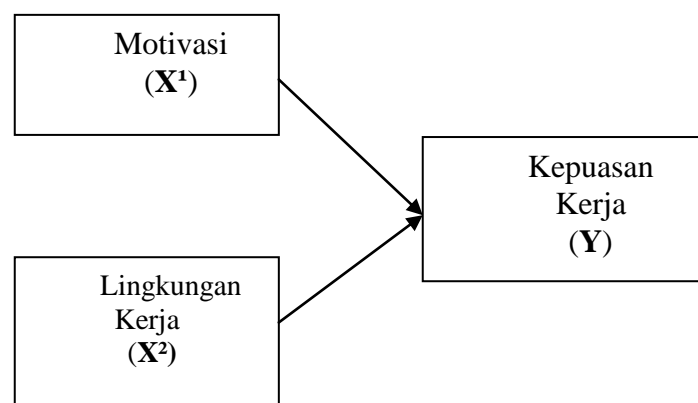 Motivasi
(X¹)
Kepuasan
Kerja
(Y)
Lingkungan
Kerja
(X²)